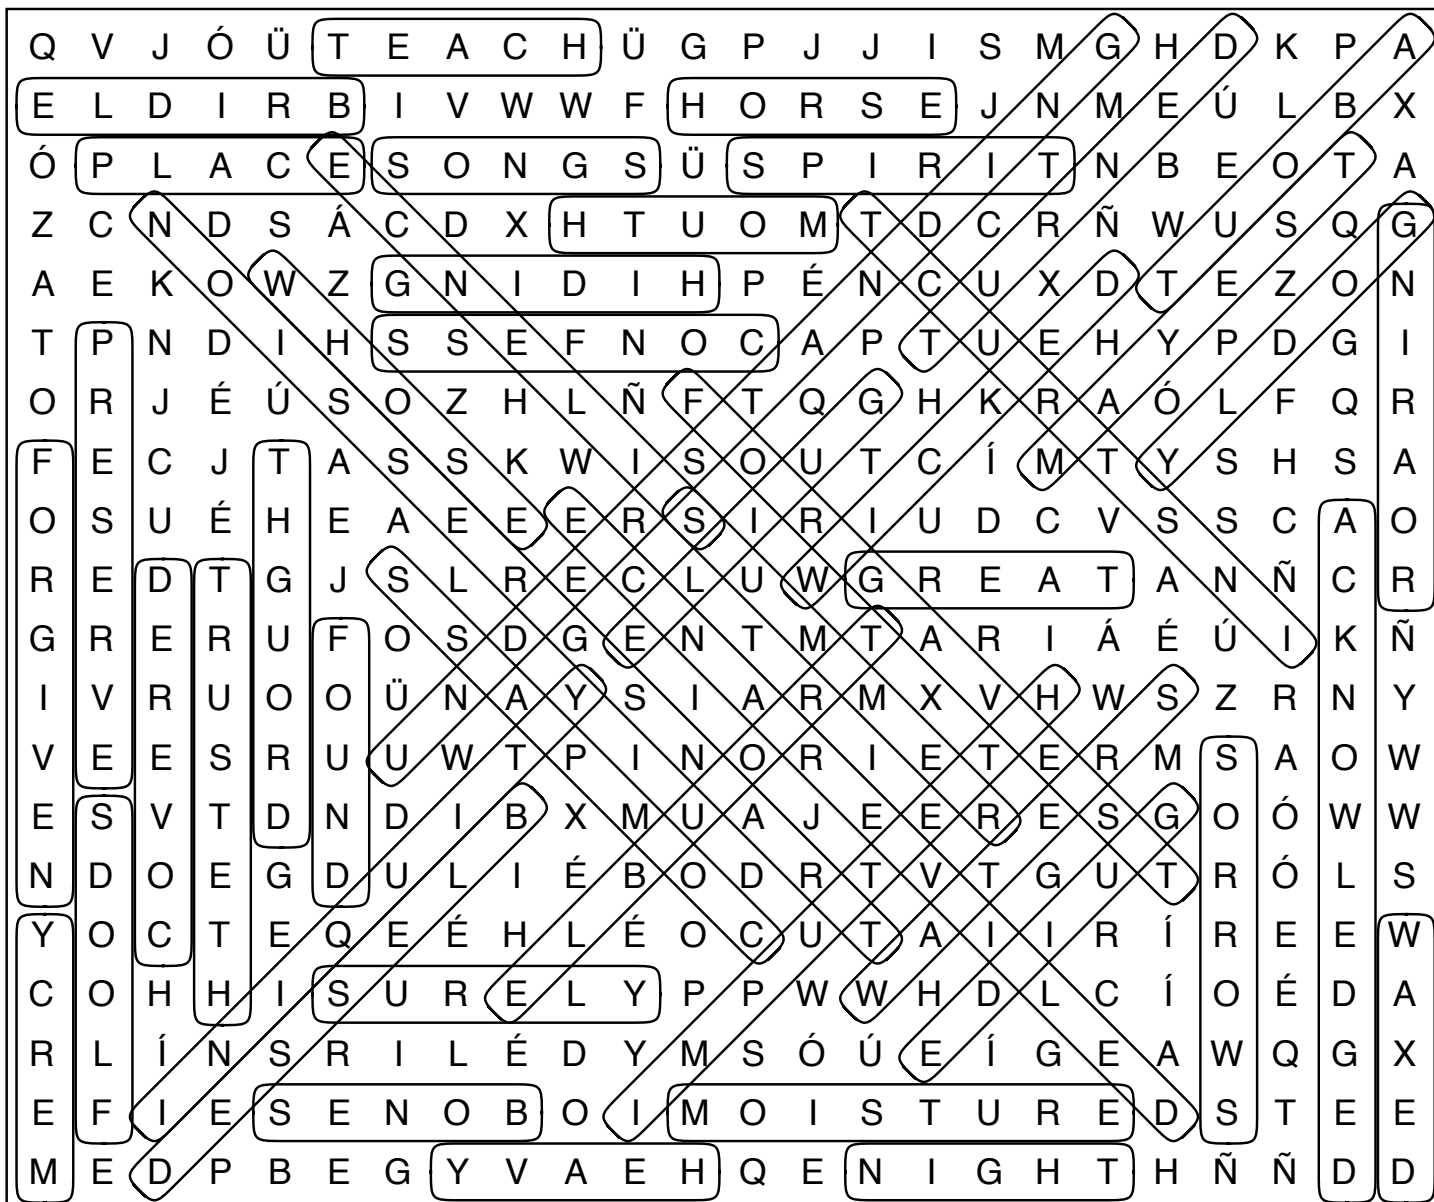 Q V J Ó Ü T E A C H Ü G P J J I S M G H D K P A
E L D I R B I V W W F H O R S E J N M E Ú L B X
Ó P L A C E S O N G S Ü S P I R I T N B E O T A
Z C N D S Á C D X H T U O M T D C R Ñ W U S Q G
A E K O W Z G N I D I H P É N C U X D T E Z O N
T P N D I H S S E F N O C A P T U E H Y P D G I
O R J É Ú S O Z H L Ñ F T Q G H K R A Ó L F Q R
F E C J T A S S K W I S O U T C Í M T Y S H S A
O S U É H E A E E E R S I R I U D C V S S C A O
R E D T G J S L R E C L U W G R E A T A N Ñ C R
G R E R U F O S D G E N T M T A R I Á É Ú I K Ñ
I V R U O O Ü N A Y S I A R M X V H W S Z R N Y
V E E S R U U W T P I N O R I E T E R M S A O W
E S V T D N D I B X M U A J E E R E S G O Ó W W
N D O E G D U L I É B O D R T V T G U T R Ó L S
Y O C T E Q E É H L É O C U T A I I R Í R E E W
C O H H I S U R E L Y P P W W H D L C Í O É D A
R L Í N S R I L É D Y M S Ó Ú E Í G E A W Q G X
E F I E S E N O B O I M O I S T U R E D S T E E
M E D P B E G Y V A E H Q E N I G H T H Ñ Ñ D D